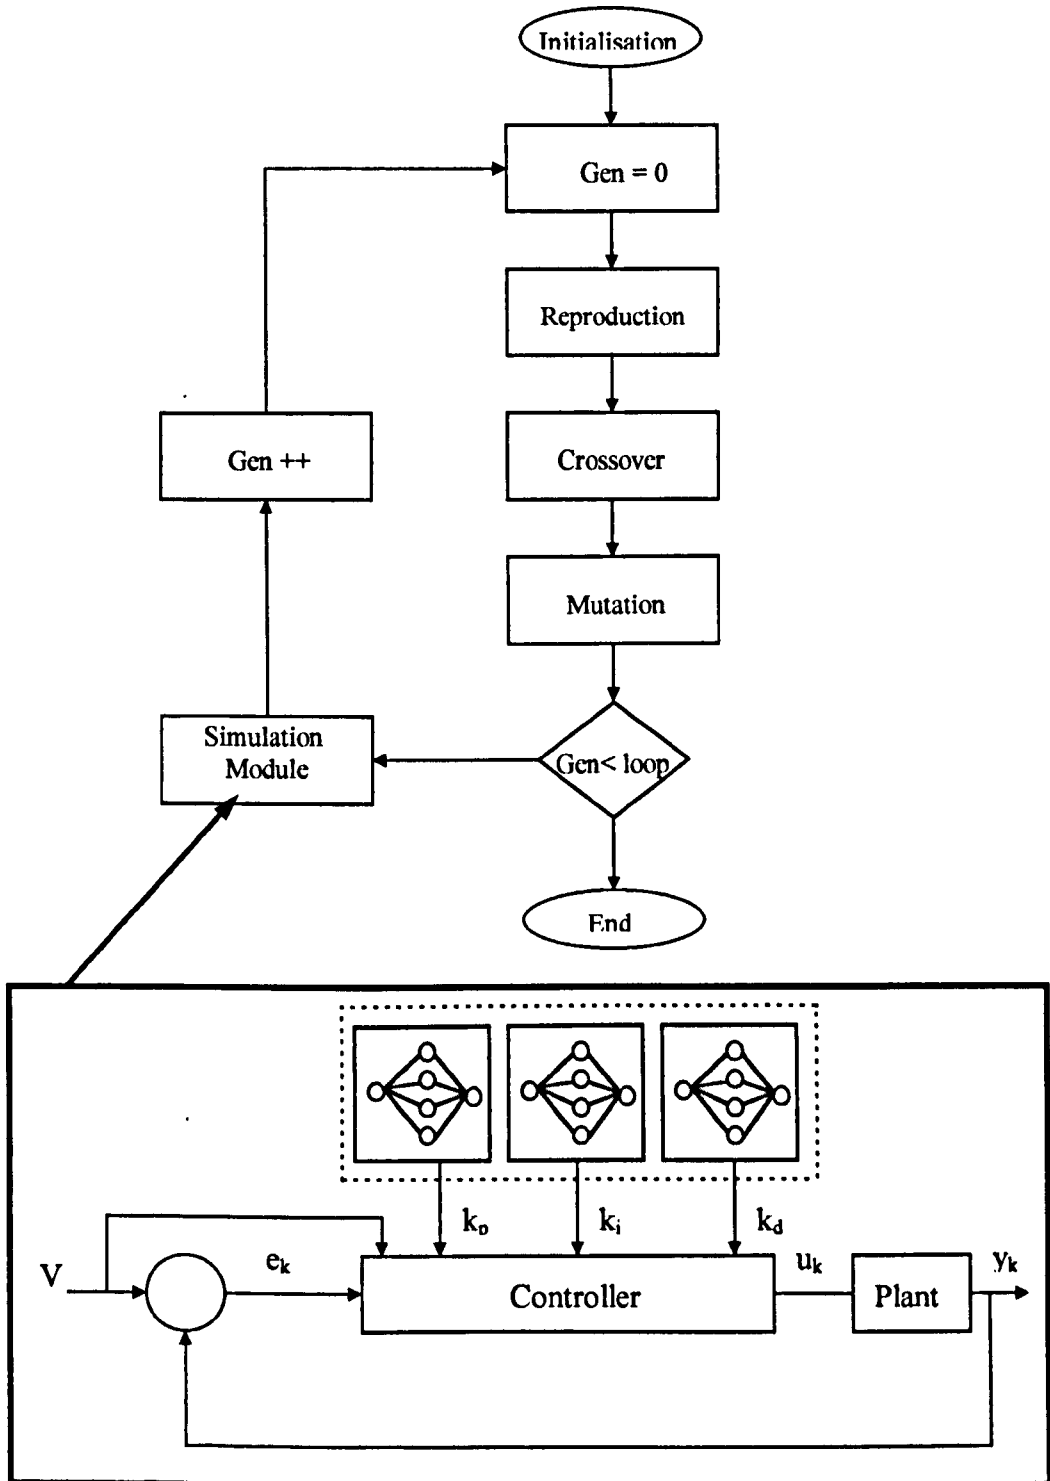 Initialisation
Gen = 0
Reproduction
Gen ++
Crossover
Mutation
Simulation
Module
Gen< loop
End
kp
ki
kd
V
ek
Controller
uk
Plant
yk